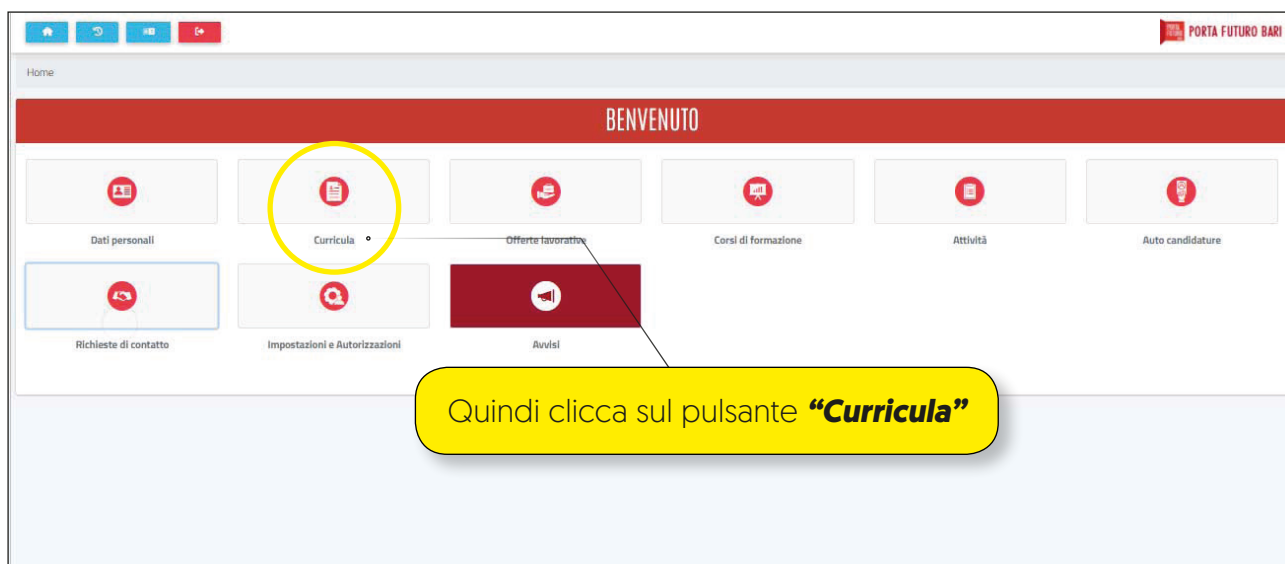 PORTA FUTURO BARI
Home
BENVENUTO
Dati personali
Curricula
Offerte lavorative
Corsi di formazione
Attività
Auto candidature
Richieste di contatto
Impostazioni e Autorizzazioni
Avvisi
Quindi clicca sul pulsante “Curricula”